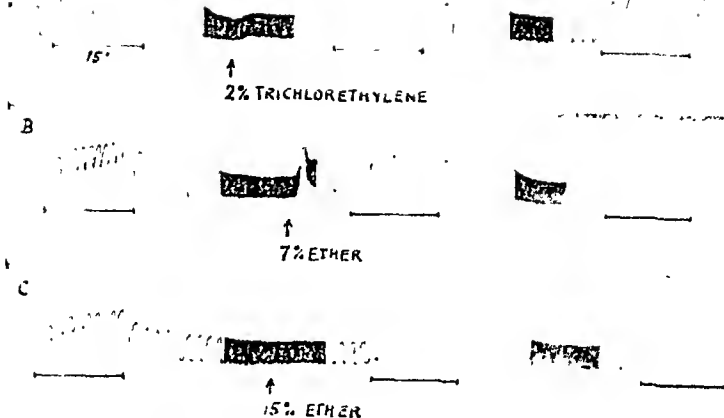 15"
2% TRICHLORETHYLENE
B
7% ETHER
C
15% ETHER